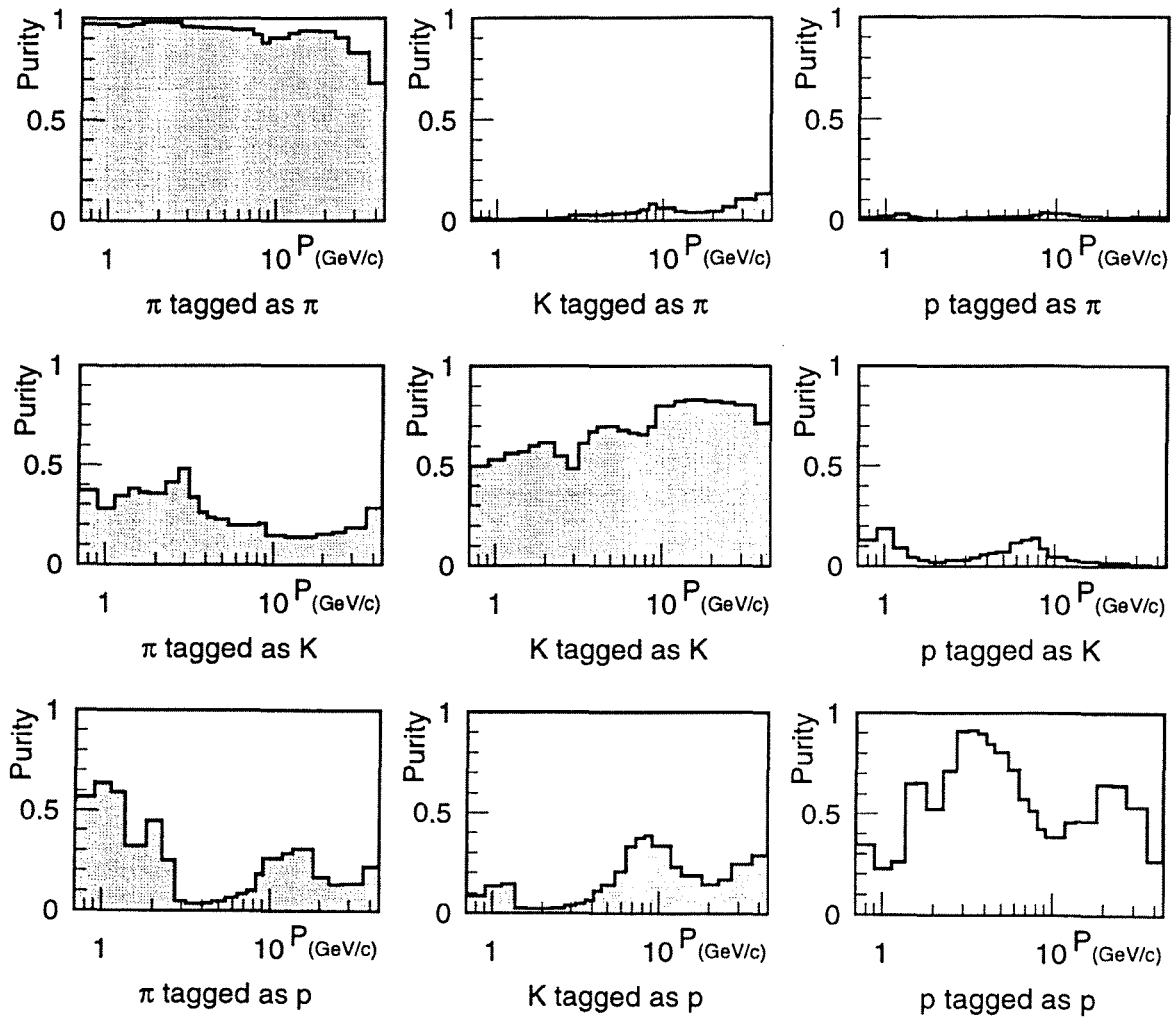 1
Purity
0.5
0
1
10 P (GeV/c)
π tagged as π
1
Purity
0.5
0
1
10 P (GeV/c)
K tagged as π
1
Purity
0.5
0
1
10 P (GeV/c)
p tagged as π
1
Purity
0.5
0
1
10 P (GeV/c)
π tagged as K
1
Purity
0.5
0
1
10 P (GeV/c)
K tagged as K
1
Purity
0.5
0
1
10 P (GeV/c)
p tagged as K
1
Purity
0.5
0
1
10 P (GeV/c)
π tagged as p
1
Purity
0.5
0
1
10 P (GeV/c)
K tagged as p
1
Purity
0.5
0
1
10 P (GeV/c)
p tagged as p